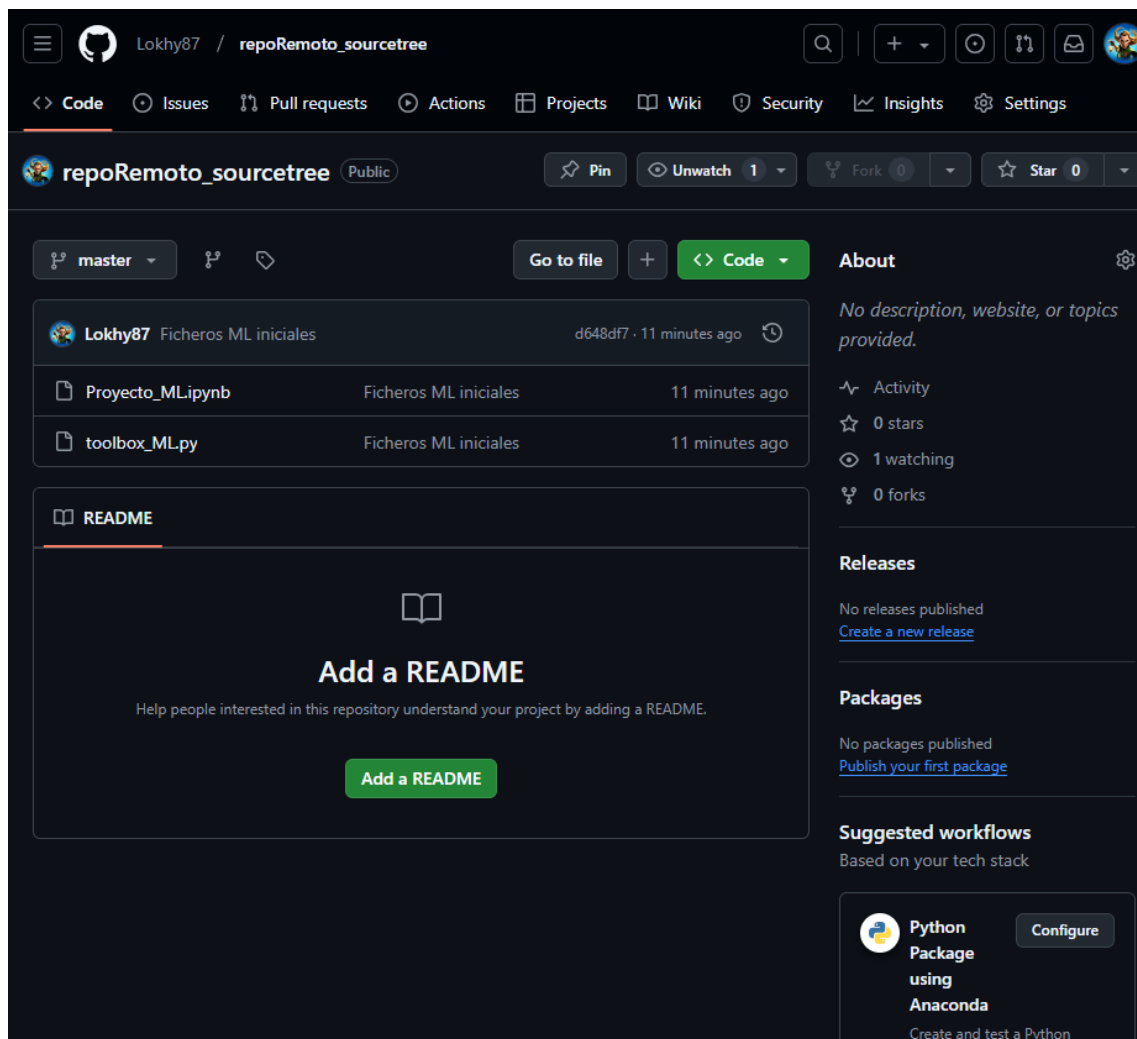 Lokhy87 / repoRemoto_sourcetree
Code Issues Pull requests Actions Projects Wiki Security Insights Settings
repoRemoto_sourcetree Public Pin Unwatch 1 Fork 0 Star 0
master Go to file Code
Lokhy87 Ficheros ML iniciales d648df7 · 11 minutes ago
Proyecto_ML.ipynb Ficheros ML iniciales 11 minutes ago
toolbox_ML.py Ficheros ML iniciales 11 minutes ago
README
Add a README
Help people interested in this repository understand your project by adding a README.
Add a README
About
No description, website, or topics
provided.
Activity
0 stars
1 watching
0 forks
Releases
No releases published
Create a new release
Packages
No packages published
Publish your first package
Suggested workflows
Based on your tech stack
Python Configure
Package
using
Anaconda
Create and test a Python